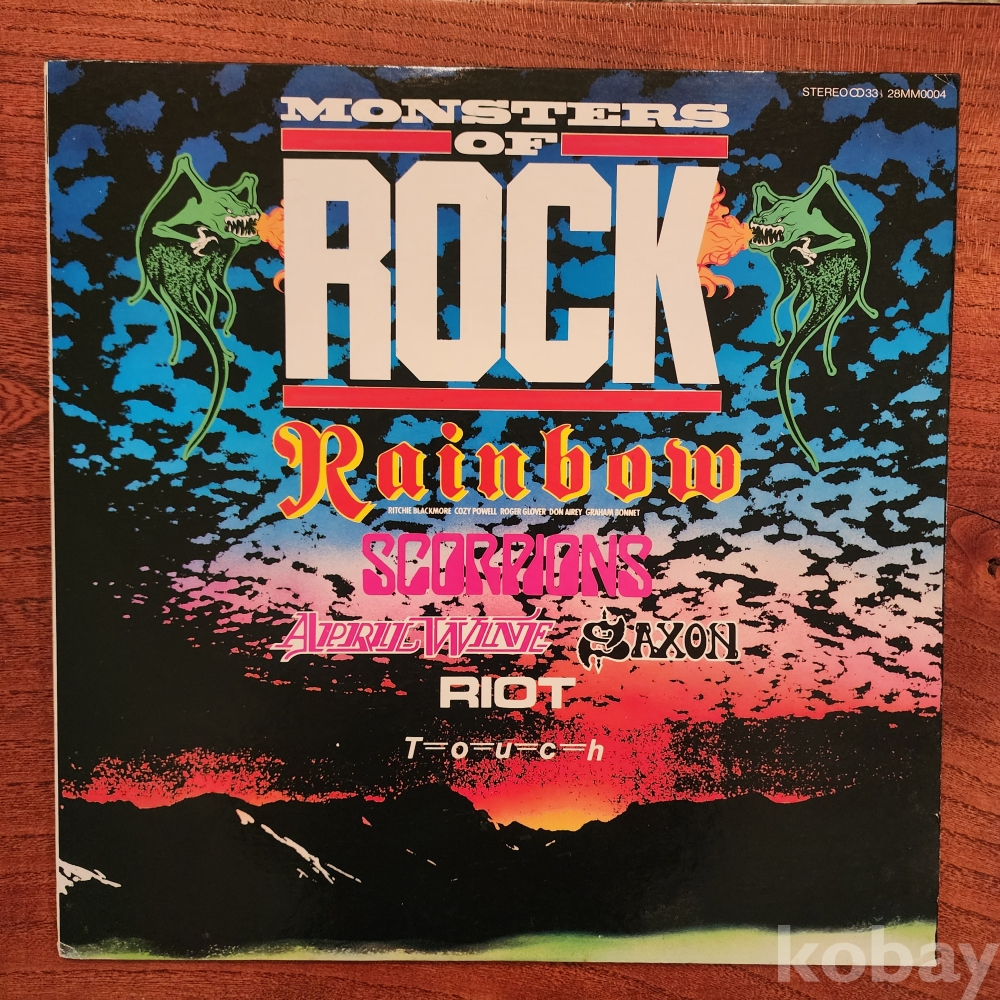 STEREO 33⅓ 28MM0004
MONSTERS
OF
ROCK
Rainbow
RITCHIE BLACKMORE COZY POWELL ROGER GLOVER DON AIREY GRAHAM BONNET
SCORPIONS
APRIL WINE SAXON
RIOT
T=o=u=c=h
kobay